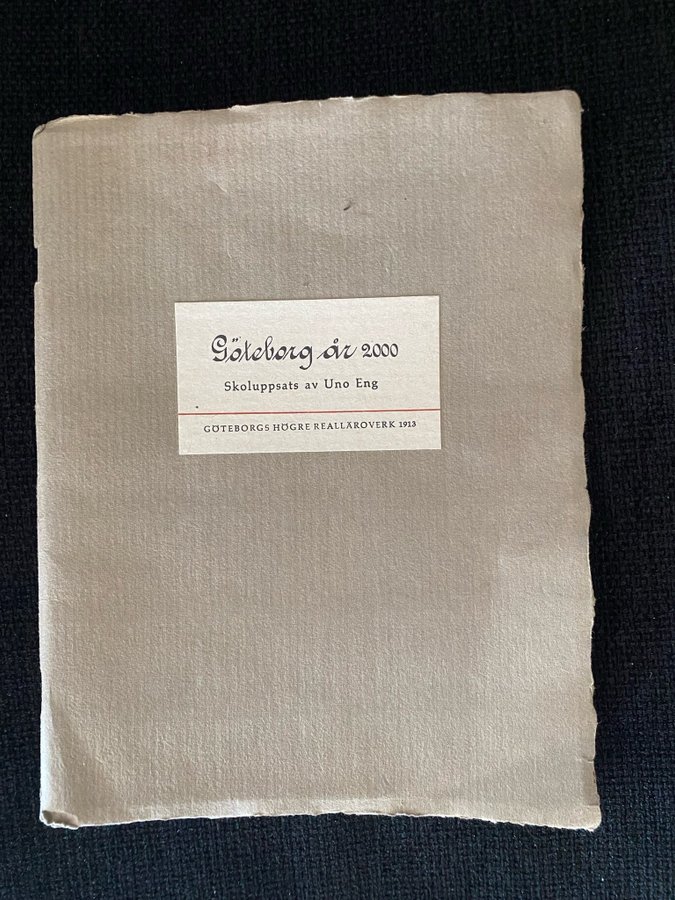 Göteborg år 2000
Skoluppsats av Uno Eng
GÖTEBORGS HÖGRE REALLÄROVERK 1913